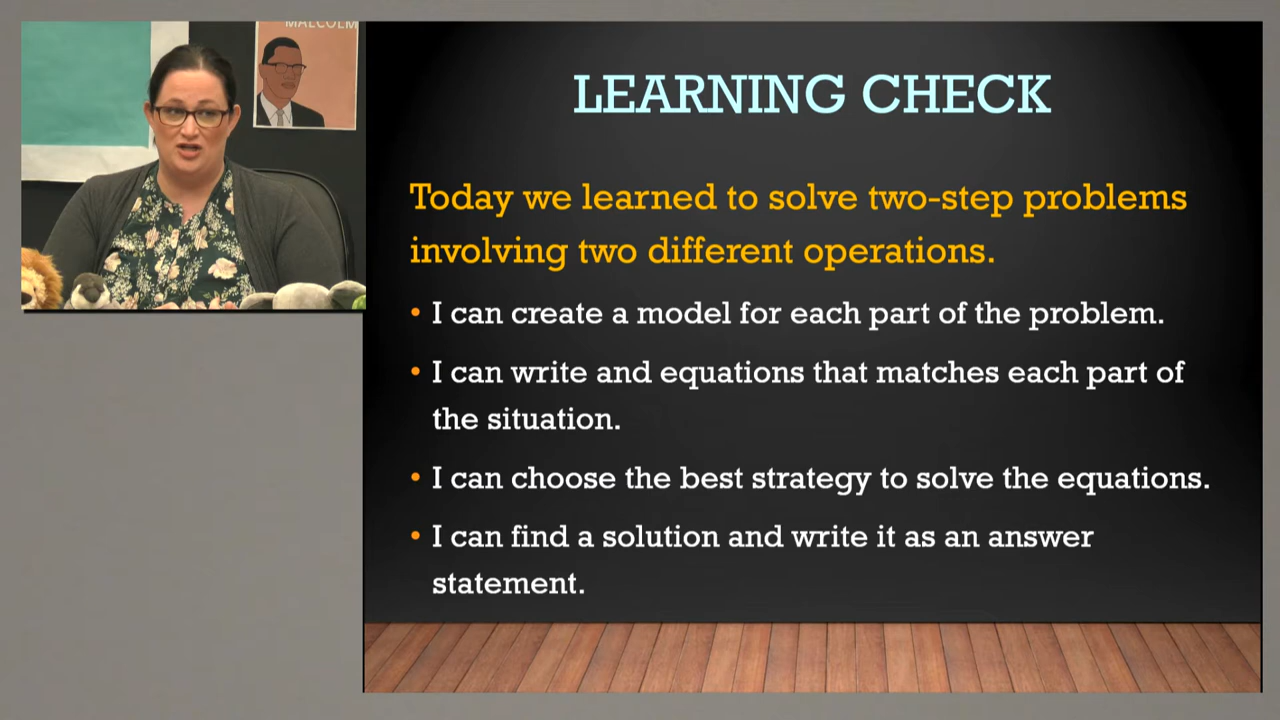 MALCOLM
LEARNING CHECK
Today we learned to solve two-step problems
involving two different operations.
• I can create a model for each part of the problem.
• I can write and equations that matches each part of
the situation.
• I can choose the best strategy to solve the equations.
• I can find a solution and write it as an answer
statement.